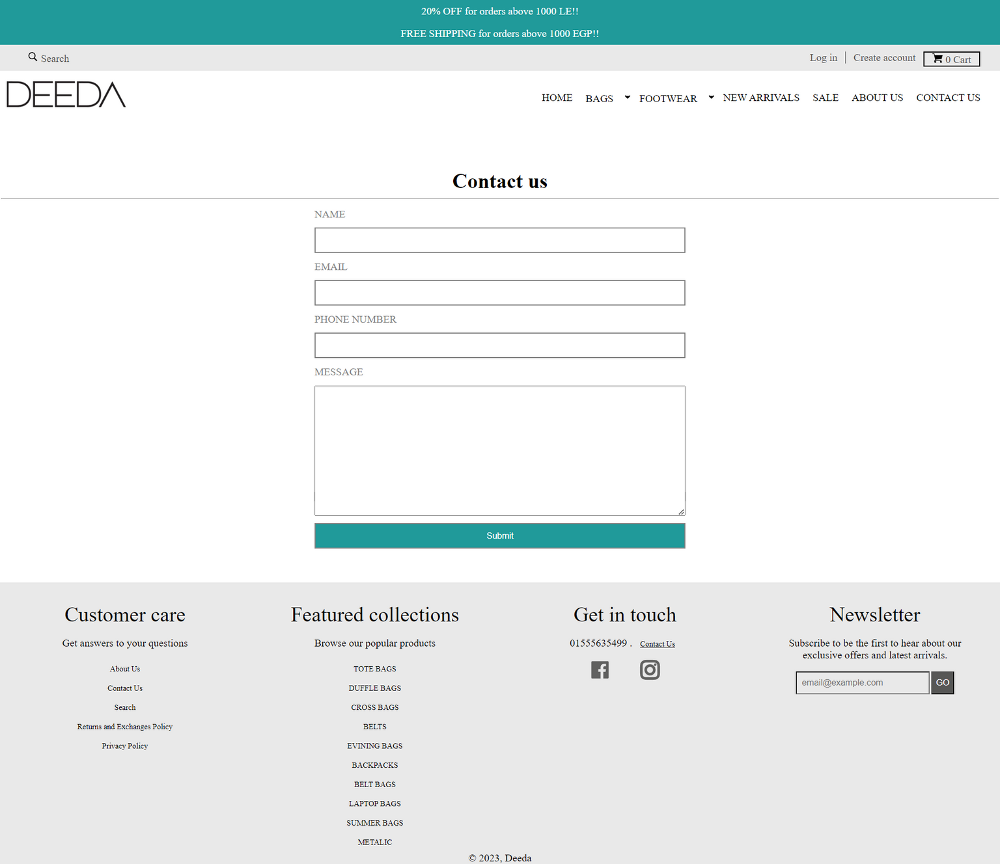 20% OFF for orders above 1000 LE!!
FREE SHIPPING for orders above 1000 EGP!!
Search
Log in
Create account
0 Cart
DEEDA
HOME
BAGS
FOOTWEAR
NEW ARRIVALS
SALE
ABOUT US
CONTACT US
Contact us
NAME
EMAIL
PHONE NUMBER
MESSAGE
Submit
Customer care
Get answers to your questions
About Us
Contact Us
Search
Returns and Exchanges Policy
Privacy Policy
Featured collections
Browse our popular products
TOTE BAGS
DUFFLE BAGS
CROSS BAGS
BELTS
EVINING BAGS
BACKPACKS
BELT BAGS
LAPTOP BAGS
SUMMER BAGS
METALIC
Get in touch
01555635499 . Contact Us
Newsletter
Subscribe to be the first to hear about our
exclusive offers and latest arrivals.
email@example.com
GO
© 2023, Deeda